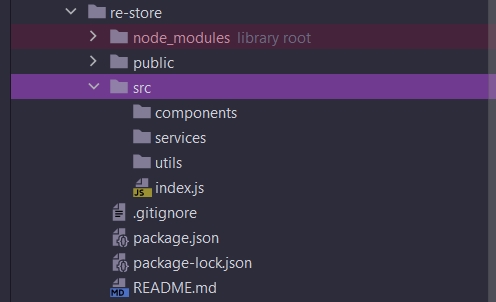 re-store
node_modules library root
public
src
components
services
utils
JS index.js
.gitignore
package.json
package-lock.json
MD README.md